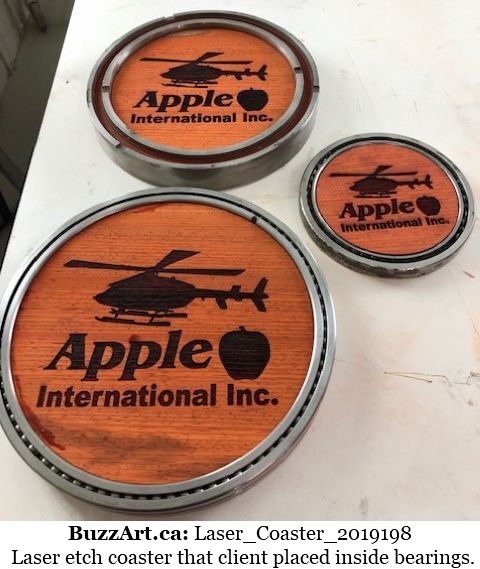 Apple
International Inc.
Apple
International Inc.
Apple
International Inc.
BuzzArt.ca: Laser_Coaster_2019198
Laser etch coaster that client placed inside bearings.